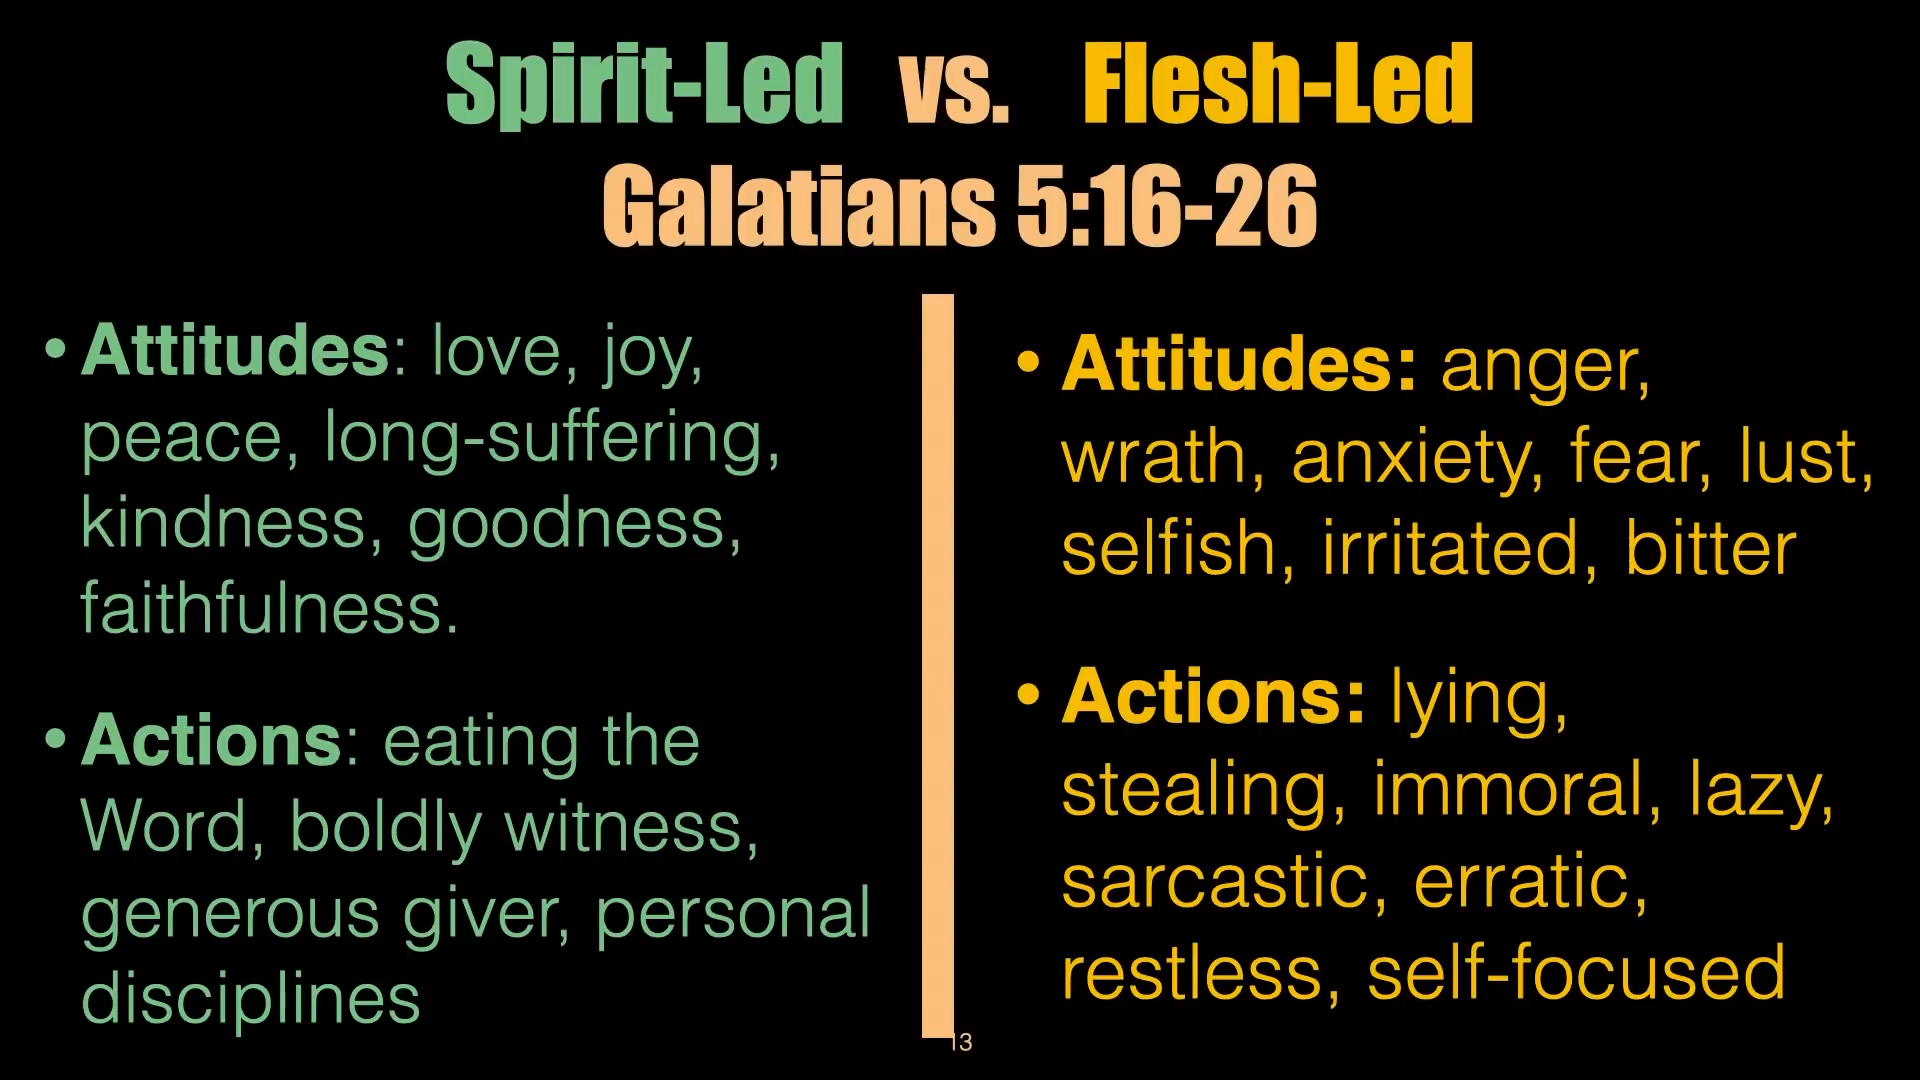 Spirit-Led vs. Flesh-Led
Galatians 5:16-26
• Attitudes: love, joy,
peace, long-suffering,
kindness, goodness,
faithfulness.
• Actions: eating the
Word, boldly witness,
generous giver, personal
disciplines
• Attitudes: anger,
wrath, anxiety, fear, lust,
selfish, irritated, bitter
• Actions: lying,
stealing, immoral, lazy,
sarcastic, erratic,
restless, self-focused
13